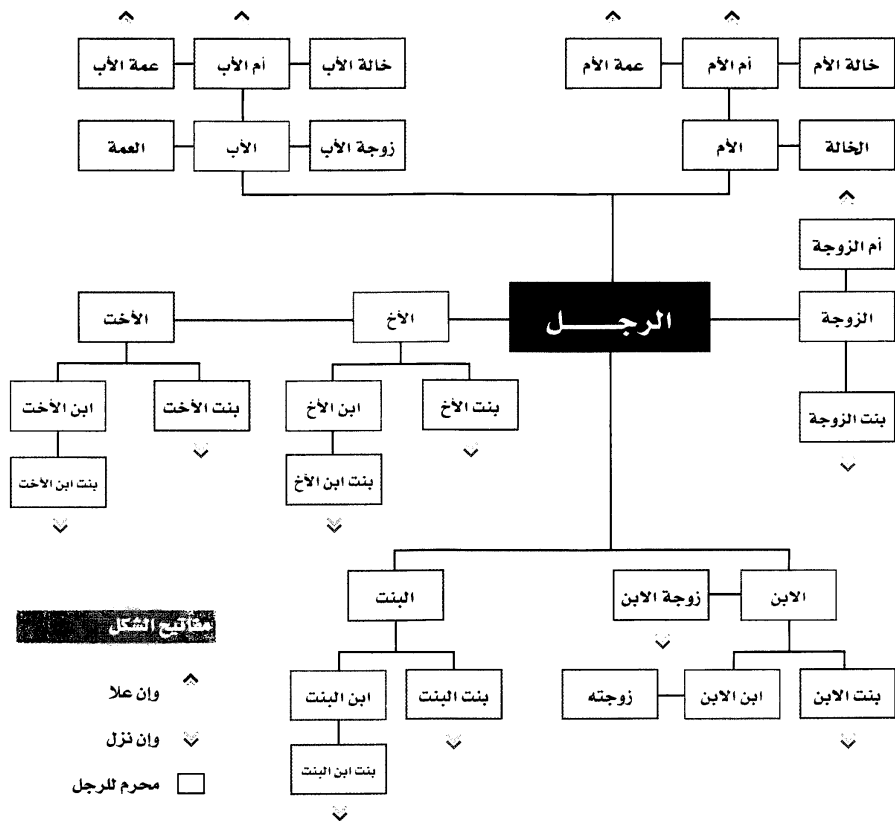 خالة الأم
أم الأم
عمة الأم
خالة الأب
أم الأب
عمة الأب
الخالة
الأم
زوجة الأب
الأب
العمة
أم الزوجة
الزوجة
الرجـــــل
الأخ
الأخت
بنت الزوجة
بنت الأخ
ابن الأخ
بنت الأخت
ابن الأخت
بنت ابن الأخ
بنت ابن الأخت
الابن
زوجة الابن
البنت
بنت الابن
ابن الابن
زوجته
بنت البنت
ابن البنت
بنت ابن البنت
مفاتيح الشكل
وإن علا
وإن نزل
محرم للرجل